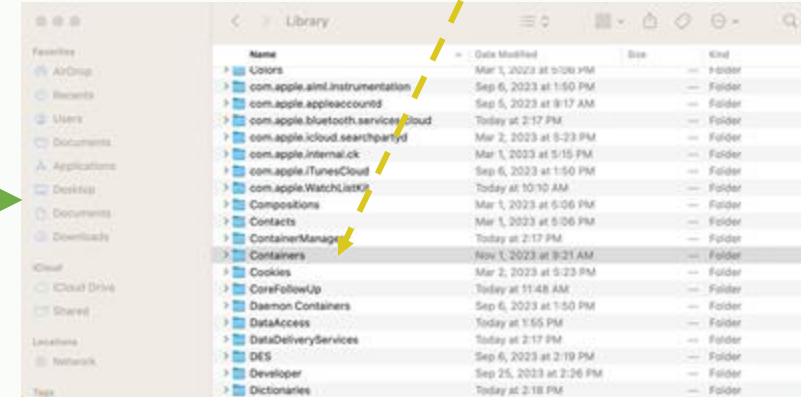 Library
Name Date Modified Size Kind
Favorites
Colors Mar 1, 2023 at 5:06 PM -- Folder
AirDrop
com.apple.aiml.instrumentation Sep 6, 2023 at 1:50 PM -- Folder
Recents
com.apple.appleaccountd Sep 5, 2023 at 9:17 AM -- Folder
Users
com.apple.bluetooth.services.cloud Today at 2:17 PM -- Folder
Documents
com.apple.icloud.searchpartyd Mar 2, 2023 at 5:23 PM -- Folder
com.apple.internal.ck Mar 1, 2023 at 5:15 PM -- Folder
Applications
com.apple.iTunesCloud Sep 6, 2023 at 1:50 PM -- Folder
Desktop
com.apple.WatchListKit Today at 10:10 AM -- Folder
Compositions Mar 1, 2023 at 5:06 PM -- Folder
Documents
Contacts Mar 1, 2023 at 5:06 PM -- Folder
Downloads
ContainerManager Today at 2:17 PM -- Folder
Containers Nov 1, 2023 at 9:21 AM -- Folder
iCloud
Cookies Mar 2, 2023 at 5:23 PM -- Folder
iCloud Drive
CoreFollowUp Today at 11:48 AM -- Folder
Shared
Daemon Containers Sep 6, 2023 at 1:50 PM -- Folder
DataAccess Today at 1:55 PM -- Folder
Locations
DataDeliveryServices Today at 2:17 PM -- Folder
Network
DES Sep 6, 2023 at 2:19 PM -- Folder
Developer Sep 25, 2023 at 2:26 PM -- Folder
Tags
Dictionaries Today at 2:18 PM -- Folder